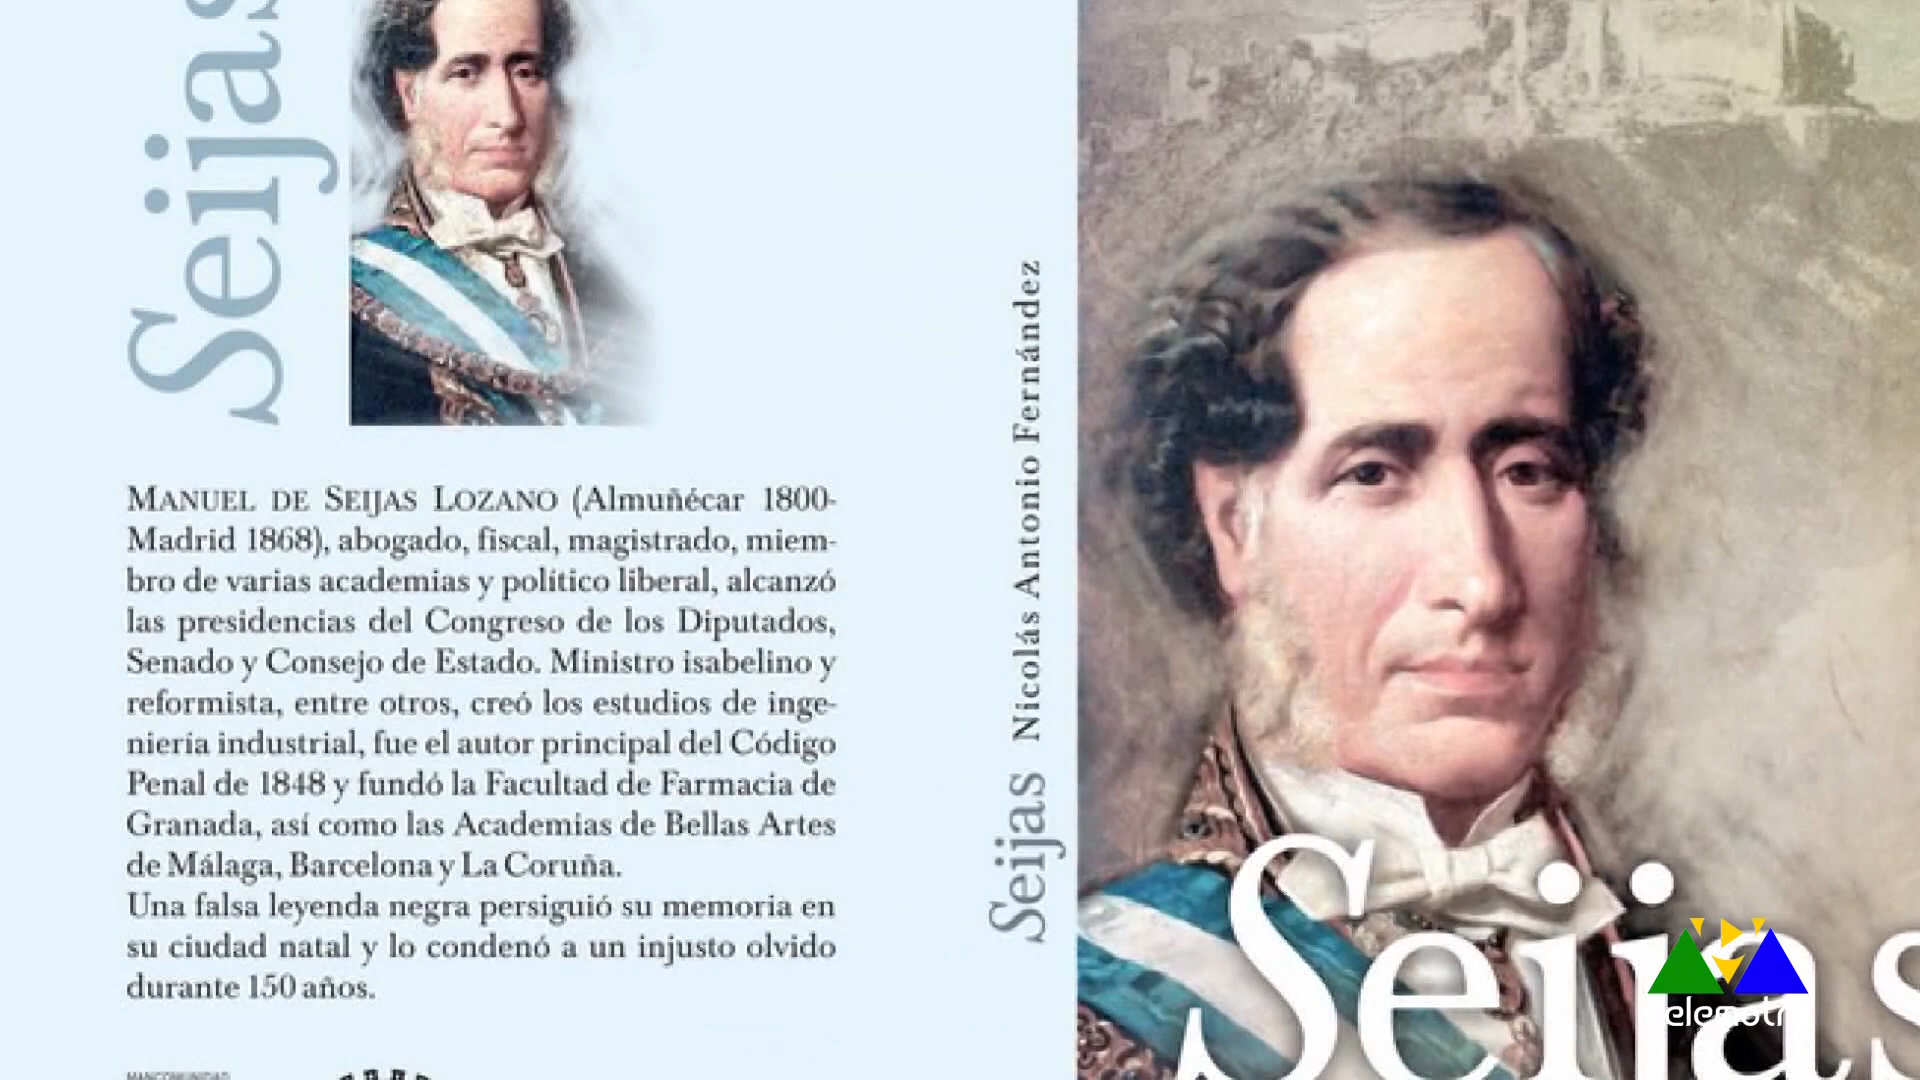 Seijas
MANUEL DE SEIJAS LOZANO (Almuñécar 1800-
Madrid 1868), abogado, fiscal, magistrado, miem-
bro de varias academias y político liberal, alcanzó
las presidencias del Congreso de los Diputados,
Senado y Consejo de Estado. Ministro isabelino y
reformista, entre otros, creó los estudios de inge-
niería industrial, fue el autor principal del Código
Penal de 1848 y fundó la Facultad de Farmacia de
Granada, así como las Academias de Bellas Artes
de Málaga, Barcelona y La Coruña.
Una falsa leyenda negra persiguió su memoria en
su ciudad natal y lo condenó a un injusto olvido
durante 150 años.
MANCOMUNIDAD
Seijas Nicolás Antonio Fernández
Seijas